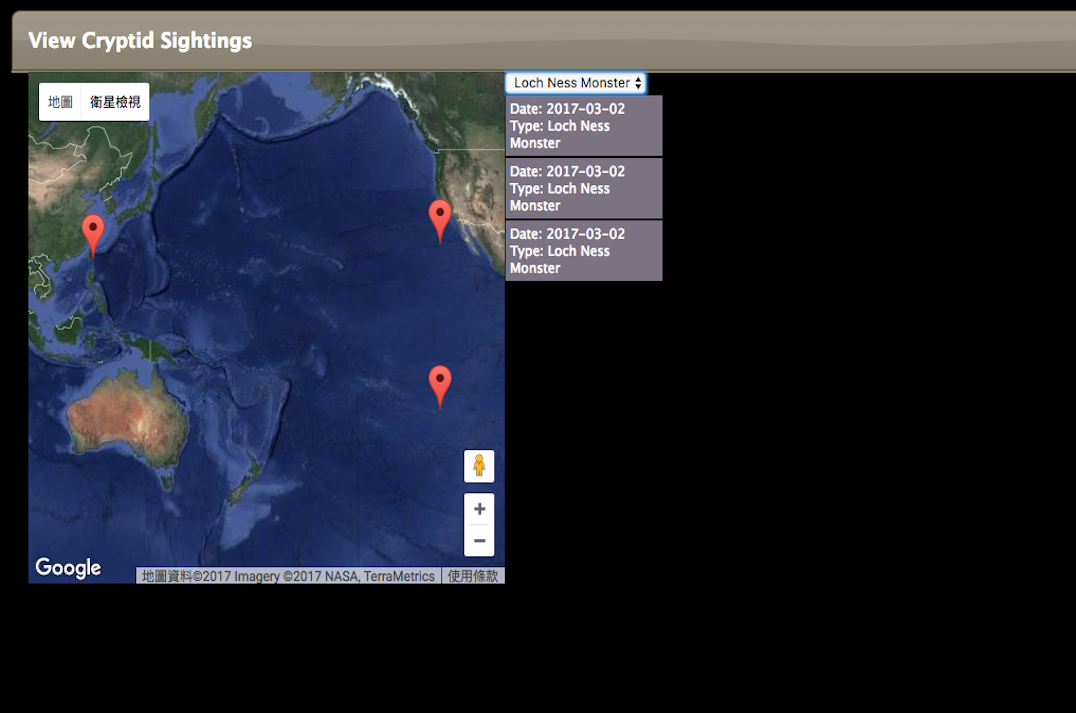 View Cryptid Sightings
地圖 衛星檢視
Loch Ness Monster
Date: 2017-03-02
Type: Loch Ness
Monster
Date: 2017-03-02
Type: Loch Ness
Monster
Date: 2017-03-02
Type: Loch Ness
Monster
Google
地圖資料©2017 Imagery ©2017 NASA, TerraMetrics 使用條款